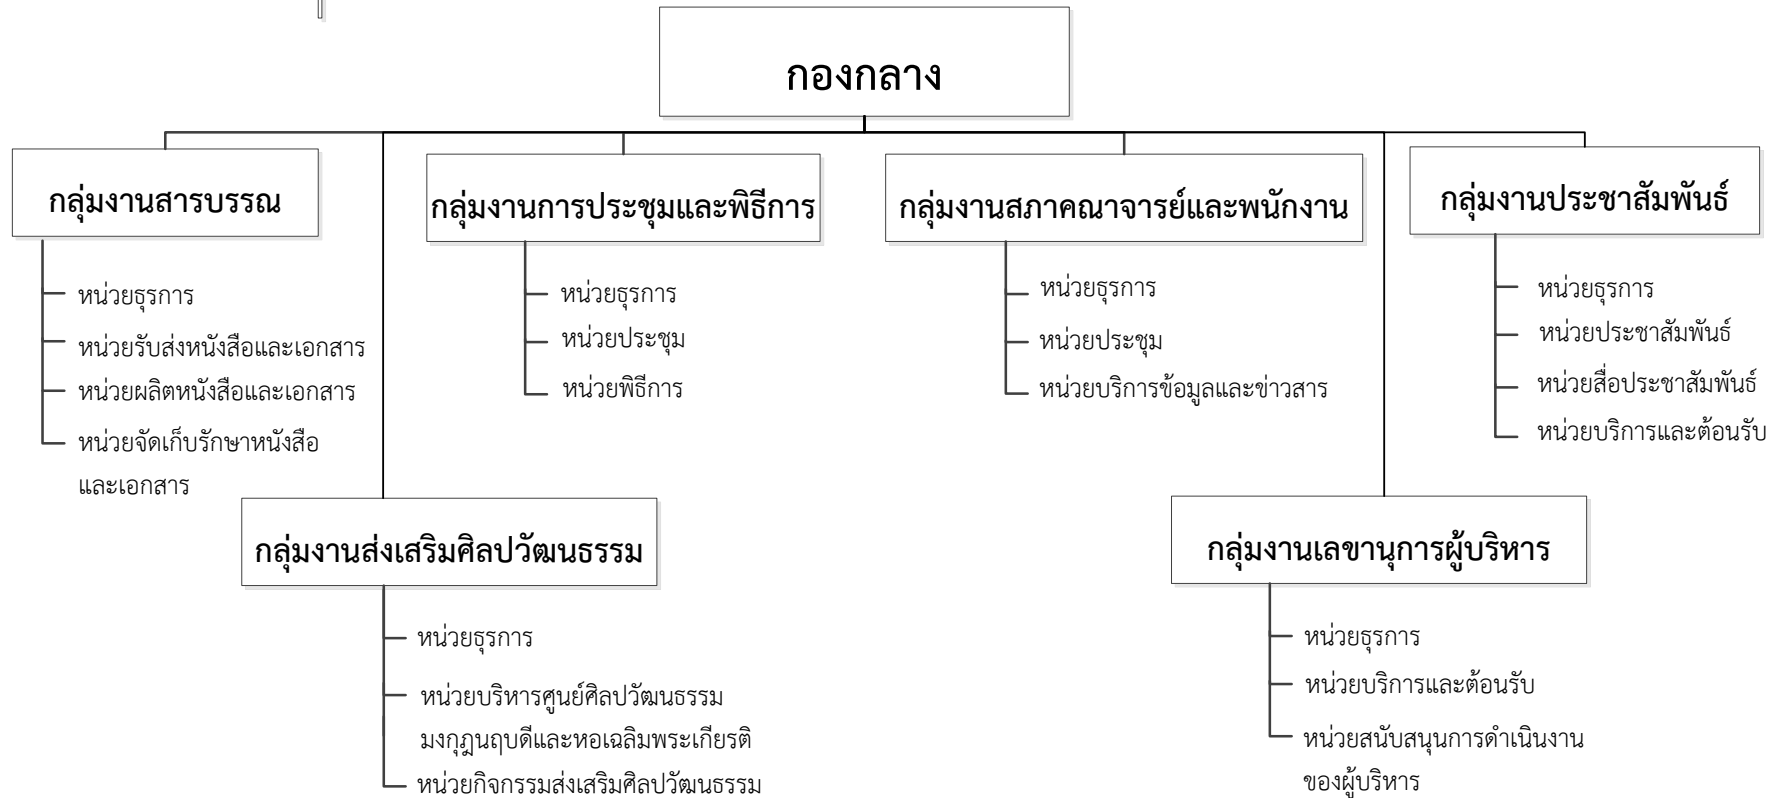 กองกลาง
กลุ่มงานสารบรรณ
หน่วยธุรการ
หน่วยรับส่งหนังสือและเอกสาร
หน่วยผลิตหนังสือและเอกสาร
หน่วยจัดเก็บรักษาหนังสือ
และเอกสาร
กลุ่มงานการประชุมและพิธีการ
หน่วยธุรการ
หน่วยประชุม
หน่วยพิธีการ
กลุ่มงานสภาคณาจารย์และพนักงาน
หน่วยธุรการ
หน่วยประชุม
หน่วยบริการข้อมูลและข่าวสาร
กลุ่มงานประชาสัมพันธ์
หน่วยธุรการ
หน่วยประชาสัมพันธ์
หน่วยสื่อประชาสัมพันธ์
หน่วยบริการและต้อนรับ
กลุ่มงานส่งเสริมศิลปวัฒนธรรม
หน่วยธุรการ
หน่วยบริหารศูนย์ศิลปวัฒนธรรม
มงกุฎนฤบดีและหอเฉลิมพระเกียรติ
หน่วยกิจกรรมส่งเสริมศิลปวัฒนธรรม
กลุ่มงานเลขานุการผู้บริหาร
หน่วยธุรการ
หน่วยบริการและต้อนรับ
หน่วยสนับสนุนการดำเนินงาน
ของผู้บริหาร